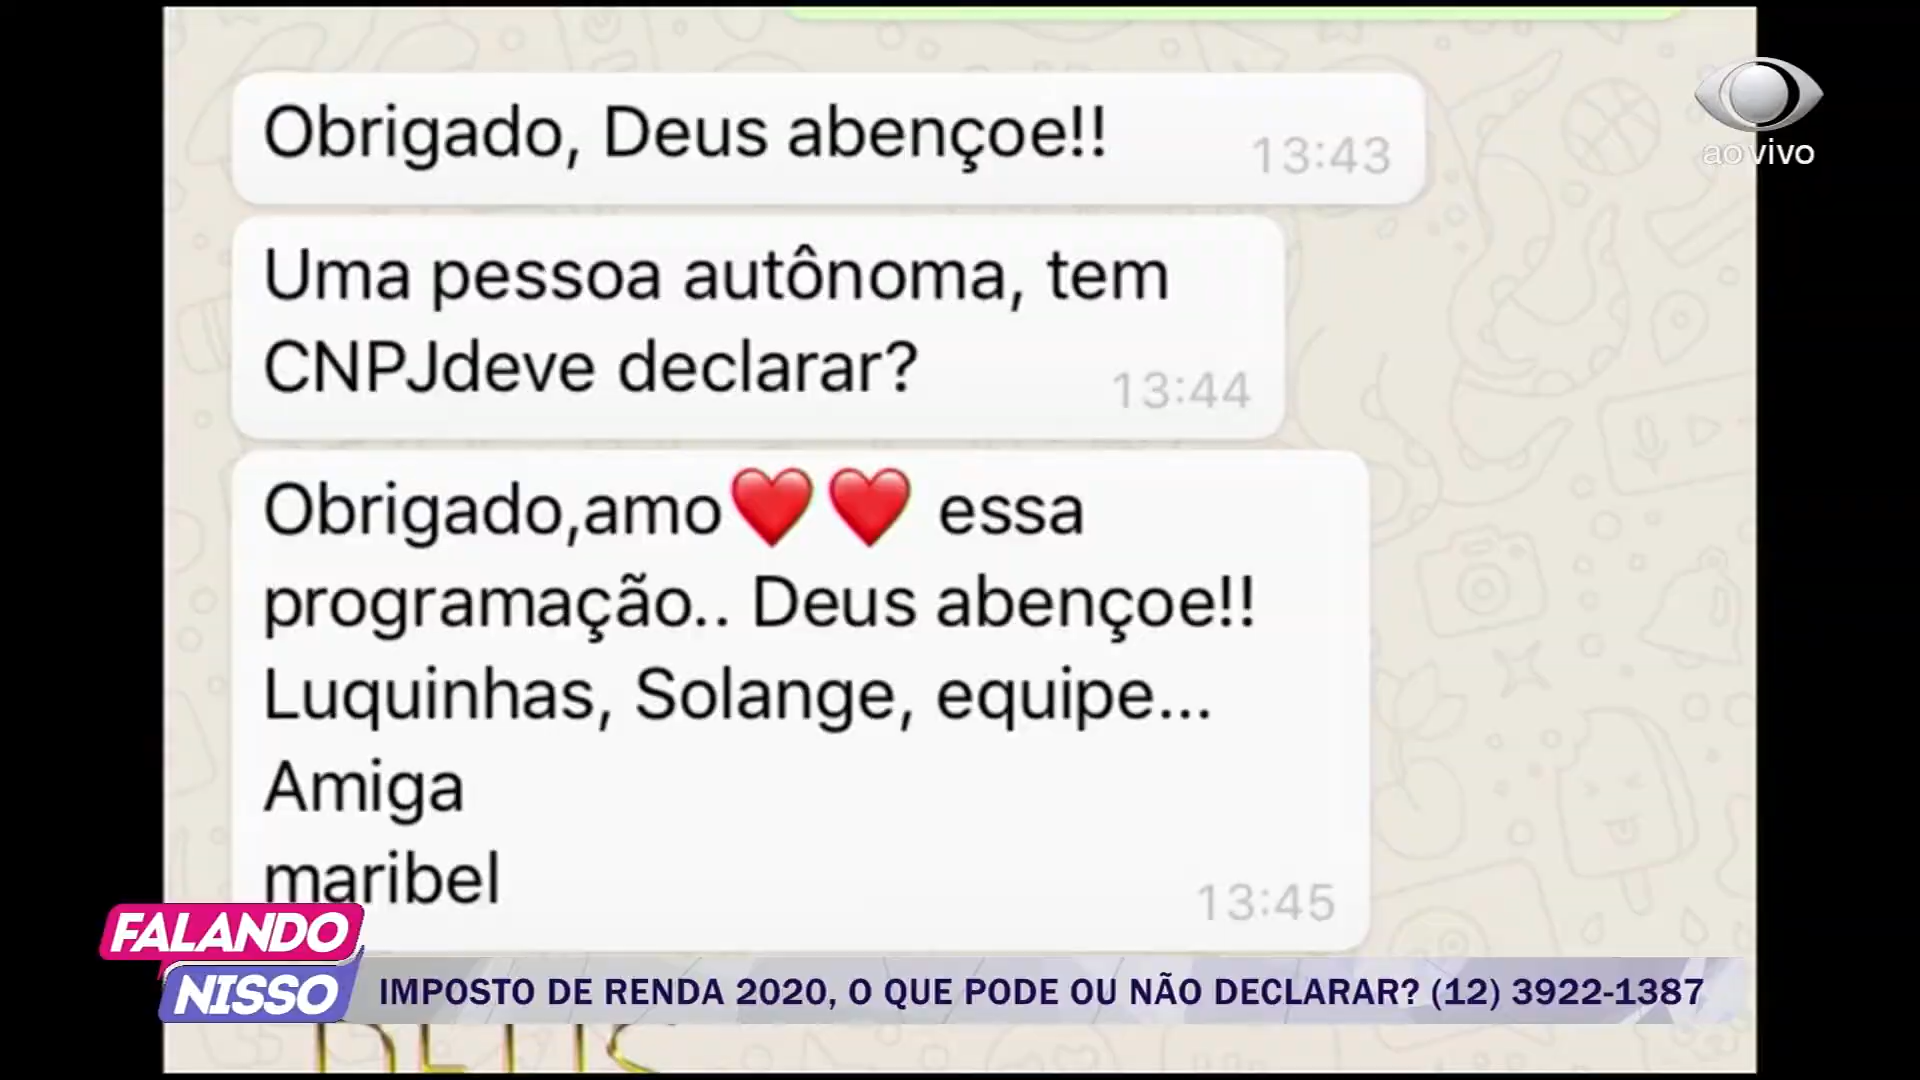 Obrigado, Deus abençoe!!
13:43
ao vivo
Uma pessoa autônoma, tem
CNPJdeve declarar?
13:44
Obrigado,amo❤️❤️ essa
programação.. Deus abençoe!!
Luquinhas, Solange, equipe...
Amiga
maribel
13:45
FALANDO
NISSO
IMPOSTO DE RENDA 2020, O QUE PODE OU NÃO DECLARAR? (12) 3922-1387
DEUS